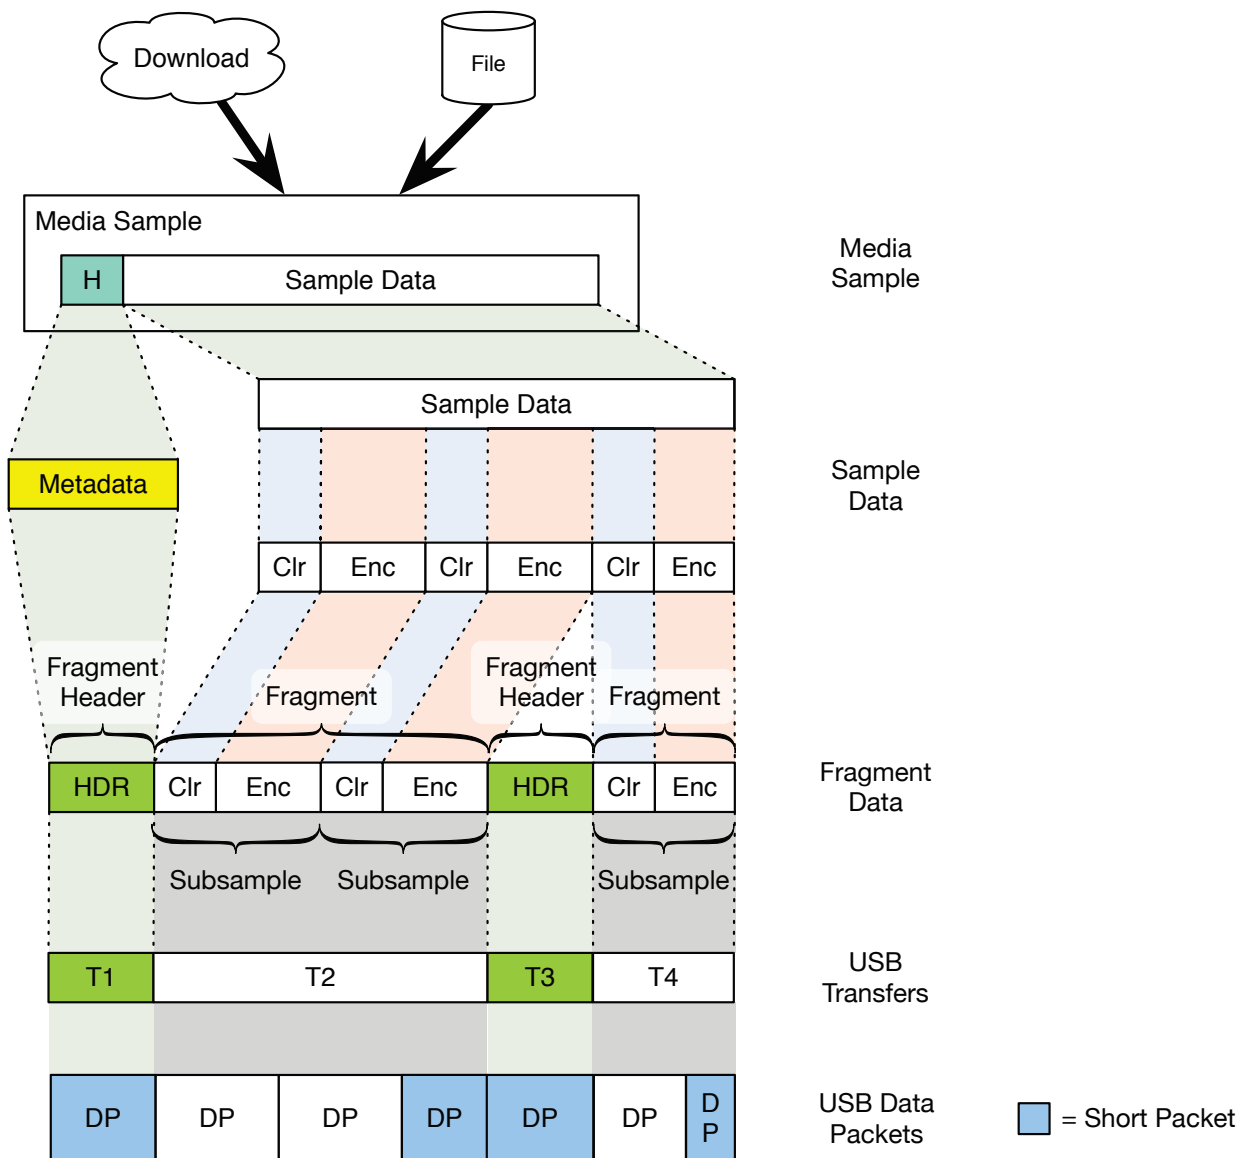 Download
File
Media Sample
H
Sample Data
Media
Sample
Sample Data
Metadata
Sample
Data
Clr Enc Clr Enc Clr Enc
Fragment
Header
Fragment
Fragment
Header
Fragment
HDR Clr Enc Clr Enc HDR Clr Enc
Fragment
Data
Subsample Subsample Subsample
T1 T2 T3 T4
USB
Transfers
DP DP DP DP DP DP
D
P
USB Data
Packets
= Short Packet